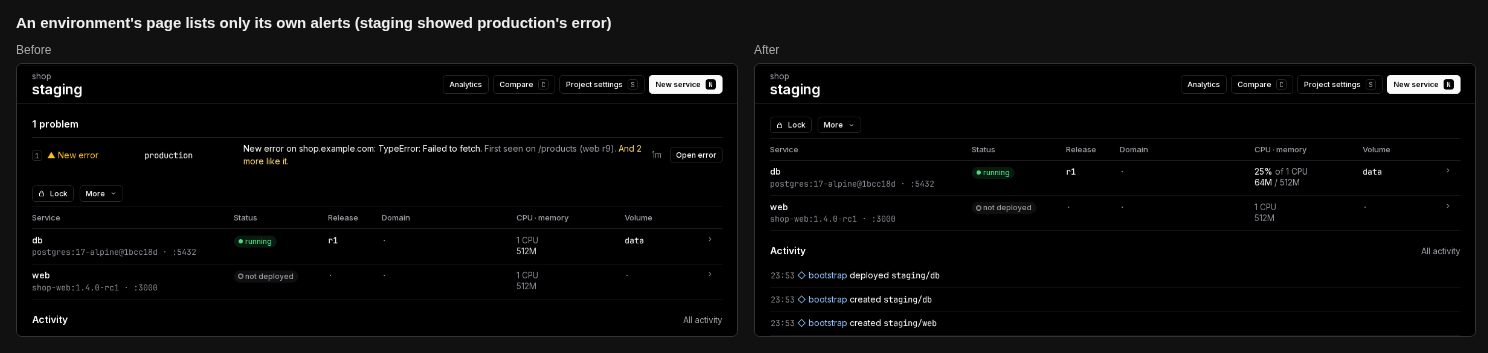 An environment's page lists only its own alerts (staging showed production's error)
Before
shop
staging
Analytics
Compare C
Project settings S
New service N
1 problem
1 New error production New error on shop.example.com: TypeError: Failed to fetch. First seen on /products (web r9). And 2
more like it. 1m Open error
Lock More
Service Status Release Domain CPU · memory Volume
db running r1 · 1 CPU data
postgres:17-alpine@1bcc18d · :5432 512M
web not deployed · · 1 CPU ·
shop-web:1.4.0-rc1 · :3000 512M
Activity All activity
After
shop
staging
Analytics
Compare C
Project settings S
New service N
Lock More
Service Status Release Domain CPU · memory Volume
db running r1 · 25% of 1 CPU data
postgres:17-alpine@1bcc18d · :5432 64M / 512M
web not deployed · · 1 CPU ·
shop-web:1.4.0-rc1 · :3000 512M
Activity All activity
23:53 bootstrap deployed staging/db
23:53 bootstrap created staging/db
23:53 bootstrap created staging/web